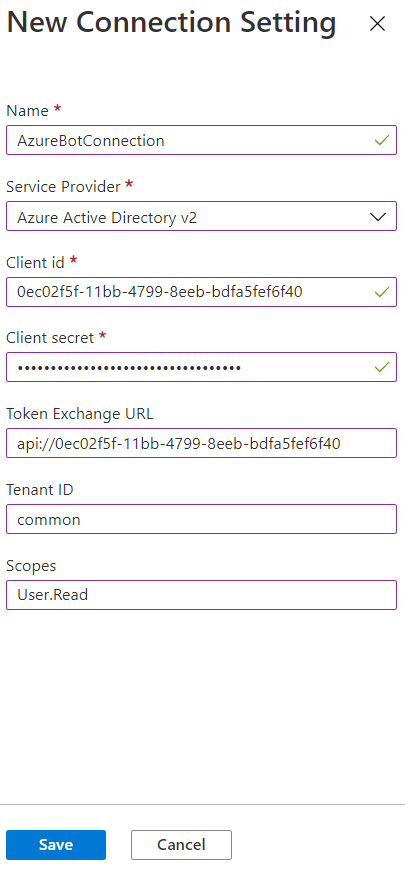 New Connection Setting
Name *
AzureBotConnection
Service Provider *
Azure Active Directory v2
Client id *
0ec02f5f-11bb-4799-8eeb-bdfa5fef6f40
Client secret *
••••••••••••••••••••••••••••••••••
Token Exchange URL
api://0ec02f5f-11bb-4799-8eeb-bdfa5fef6f40
Tenant ID
common
Scopes
User.Read
Save Cancel